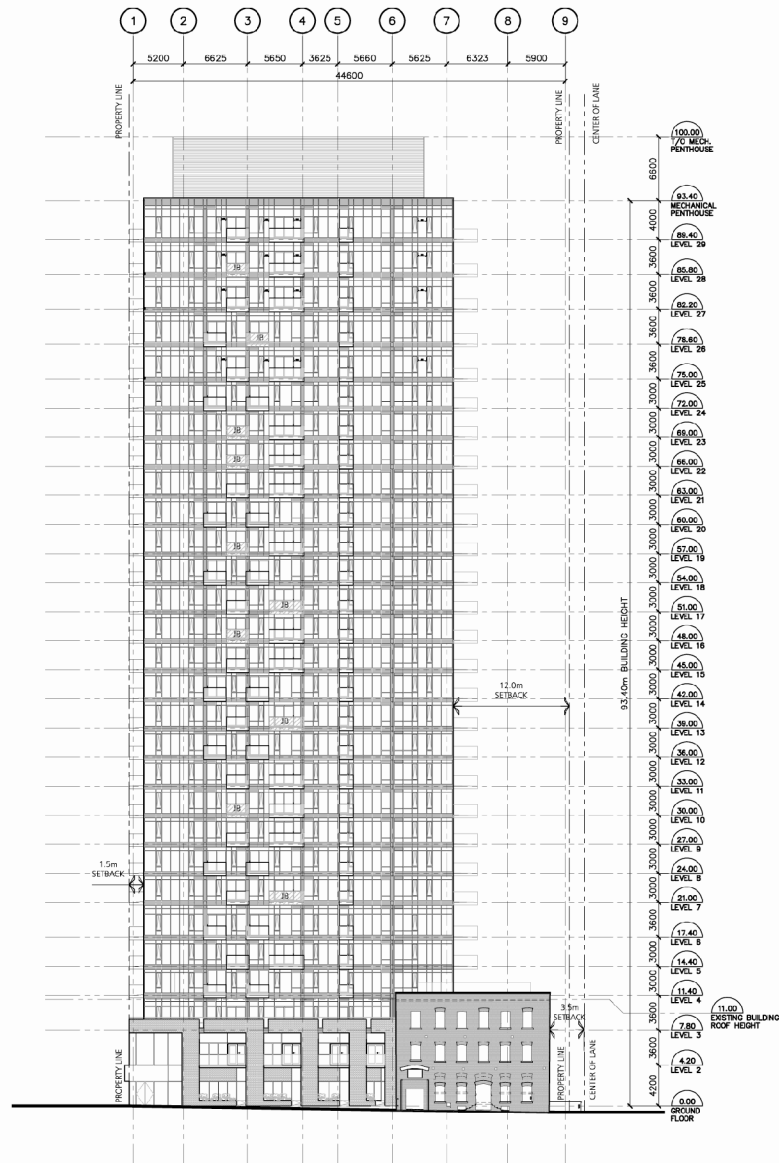 1 2 3 4 5 6 7 8 9
5200 6625 5650 3625 5660 5625 6323 5900
44600
PROPERTY LINE
PROPERTY LINE
CENTER OF LANE
100.00
T/O MECH.
PENTHOUSE
6600
93.40
MECHANICAL
PENTHOUSE
4000
89.40
LEVEL 29
3600
85.80
LEVEL 28
3600
82.20
LEVEL 27
3600
78.60
LEVEL 26
3600
75.00
LEVEL 25
3000
72.00
LEVEL 24
3000
69.00
LEVEL 23
3000
66.00
LEVEL 22
3000
63.00
LEVEL 21
3000
60.00
LEVEL 20
3000
57.00
LEVEL 19
3000
54.00
LEVEL 18
3000
51.00
LEVEL 17
3000
48.00
LEVEL 16
3000
45.00
LEVEL 15
3000
42.00
LEVEL 14
3000
39.00
LEVEL 13
3000
36.00
LEVEL 12
3000
33.00
LEVEL 11
3000
30.00
LEVEL 10
3000
27.00
LEVEL 9
3000
24.00
LEVEL 8
3000
21.00
LEVEL 7
3600
17.40
LEVEL 6
3000
14.40
LEVEL 5
3000
11.40
LEVEL 4
3600
7.80
LEVEL 3
3600
4.20
LEVEL 2
4200
0.00
GROUND
FLOOR
93.40m BUILDING HEIGHT
12.0m
SETBACK
1.5m
SETBACK
3.5m
SETBACK
11.00
EXISTING BUILDING
ROOF HEIGHT
PROPERTY LINE
PROPERTY LINE
CENTER OF LANE